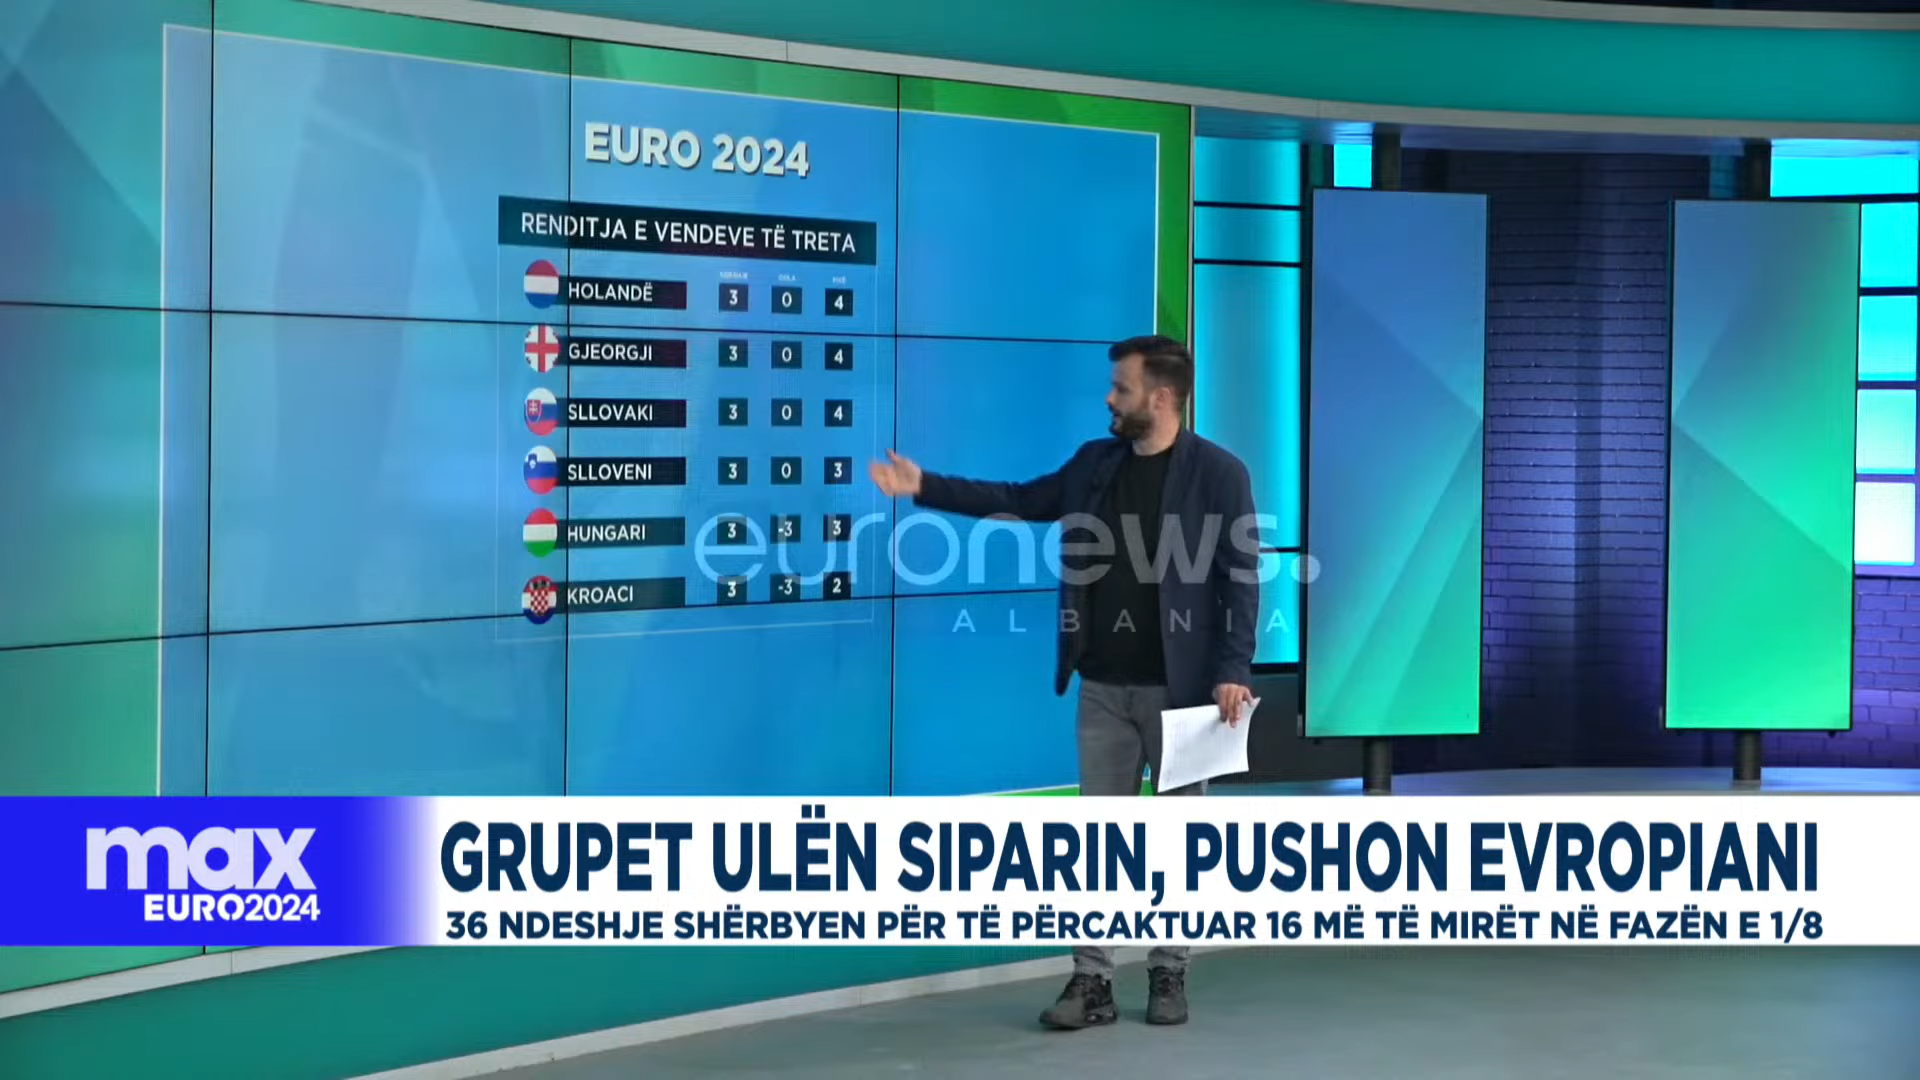 EURO 2024
RENDITJA E VENDEVE TË TRETA
HOLANDË 3 0 4
GJEORGJI 3 0 4
SLLOVAKI 3 0 4
SLLOVENI 3 0 3
HUNGARI 3 -3 3
KROACI 3 -3 2
euronews.
ALBANIA
max
EURO2024
GRUPET ULËN SIPARIN, PUSHON EVROPIANI
36 NDESHJE SHËRBYEN PËR TË PËRCAKTUAR 16 MË TË MIRËT NË FAZËN E 1/8